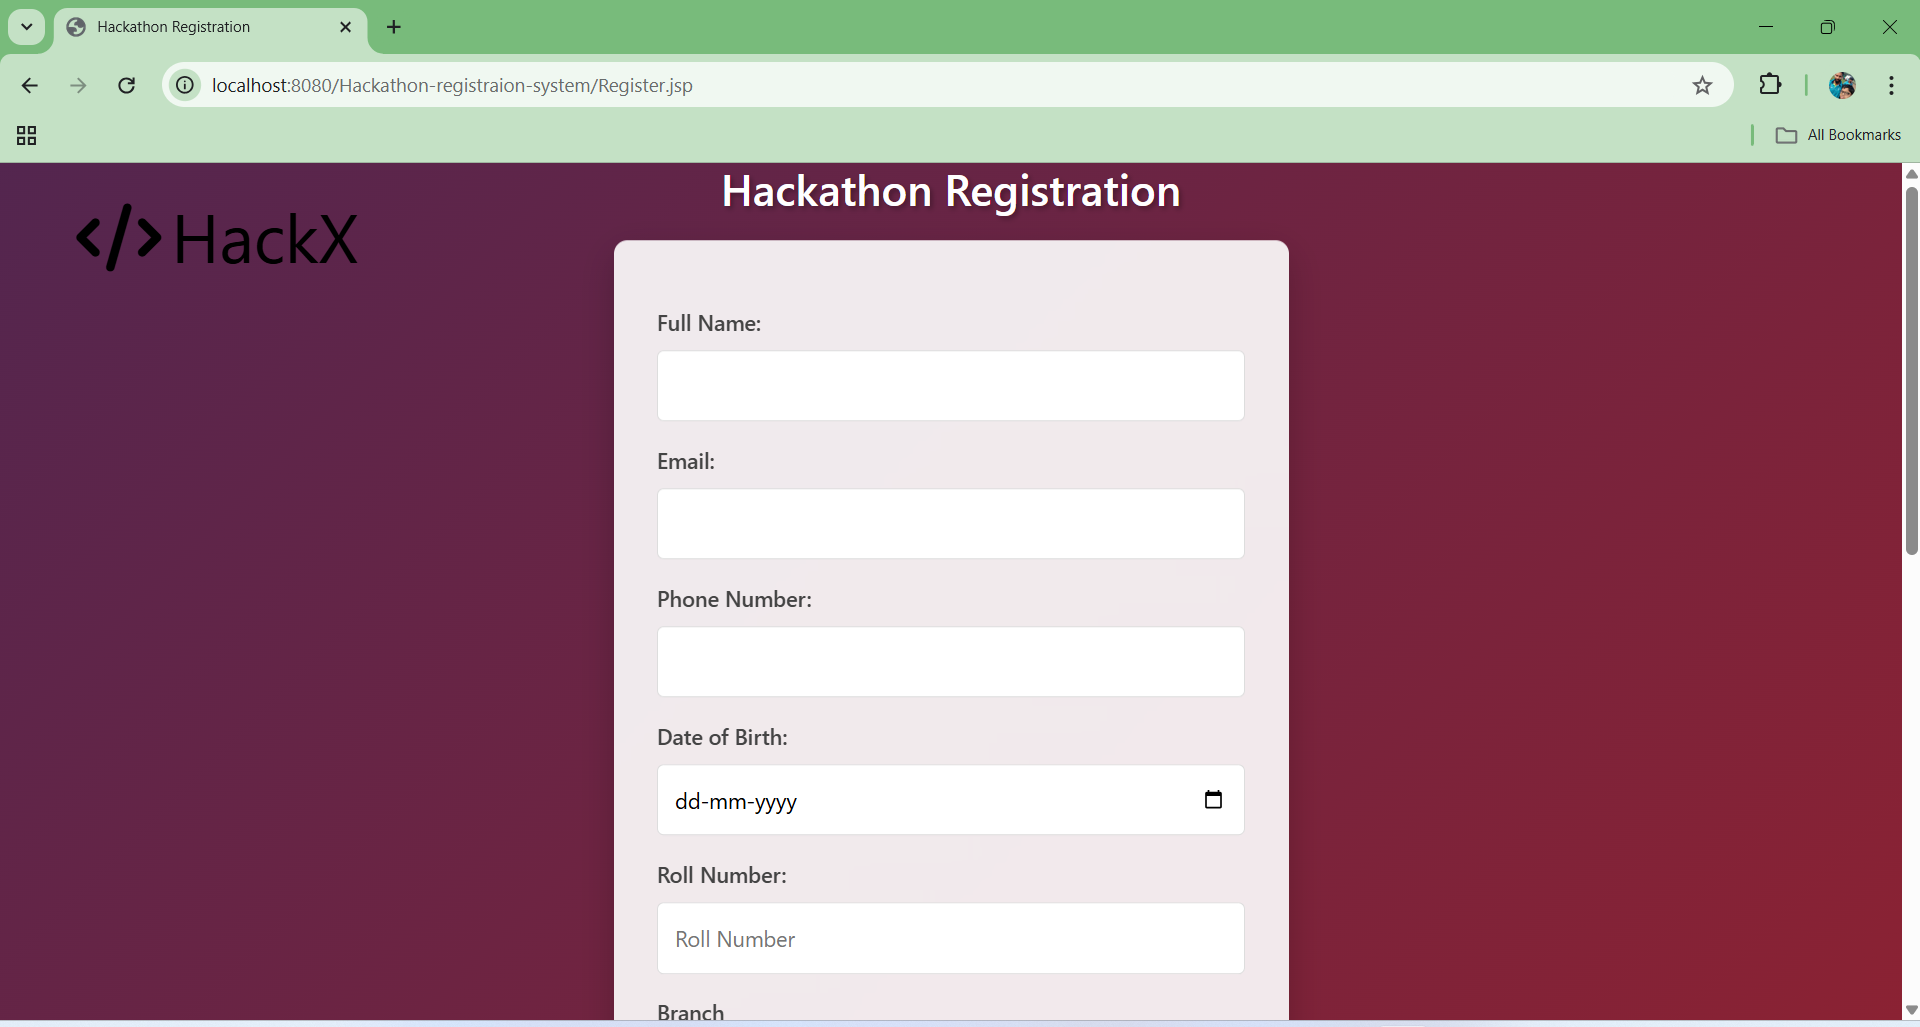 Hackathon Registration
localhost:8080/Hackathon-registraion-system/Register.jsp
All Bookmarks
</>HackX
Hackathon Registration
Full Name:
Email:
Phone Number:
Date of Birth:
dd-mm-yyyy
Roll Number:
Roll Number
Branch